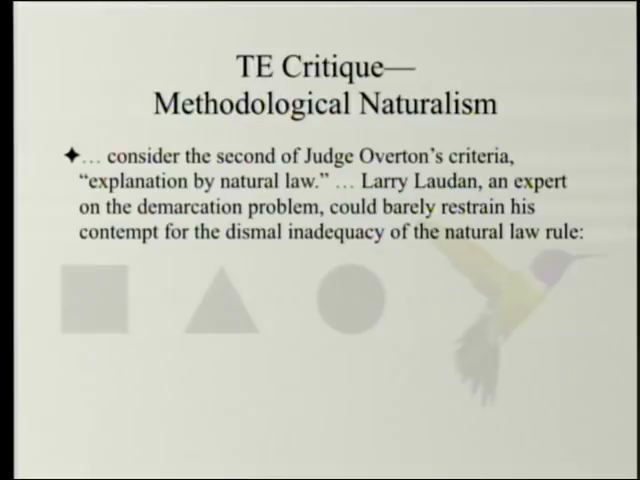 TE Critique—
Methodological Naturalism
✦… consider the second of Judge Overton’s criteria,
“explanation by natural law.” … Larry Laudan, an expert
on the demarcation problem, could barely restrain his
contempt for the dismal inadequacy of the natural law rule: